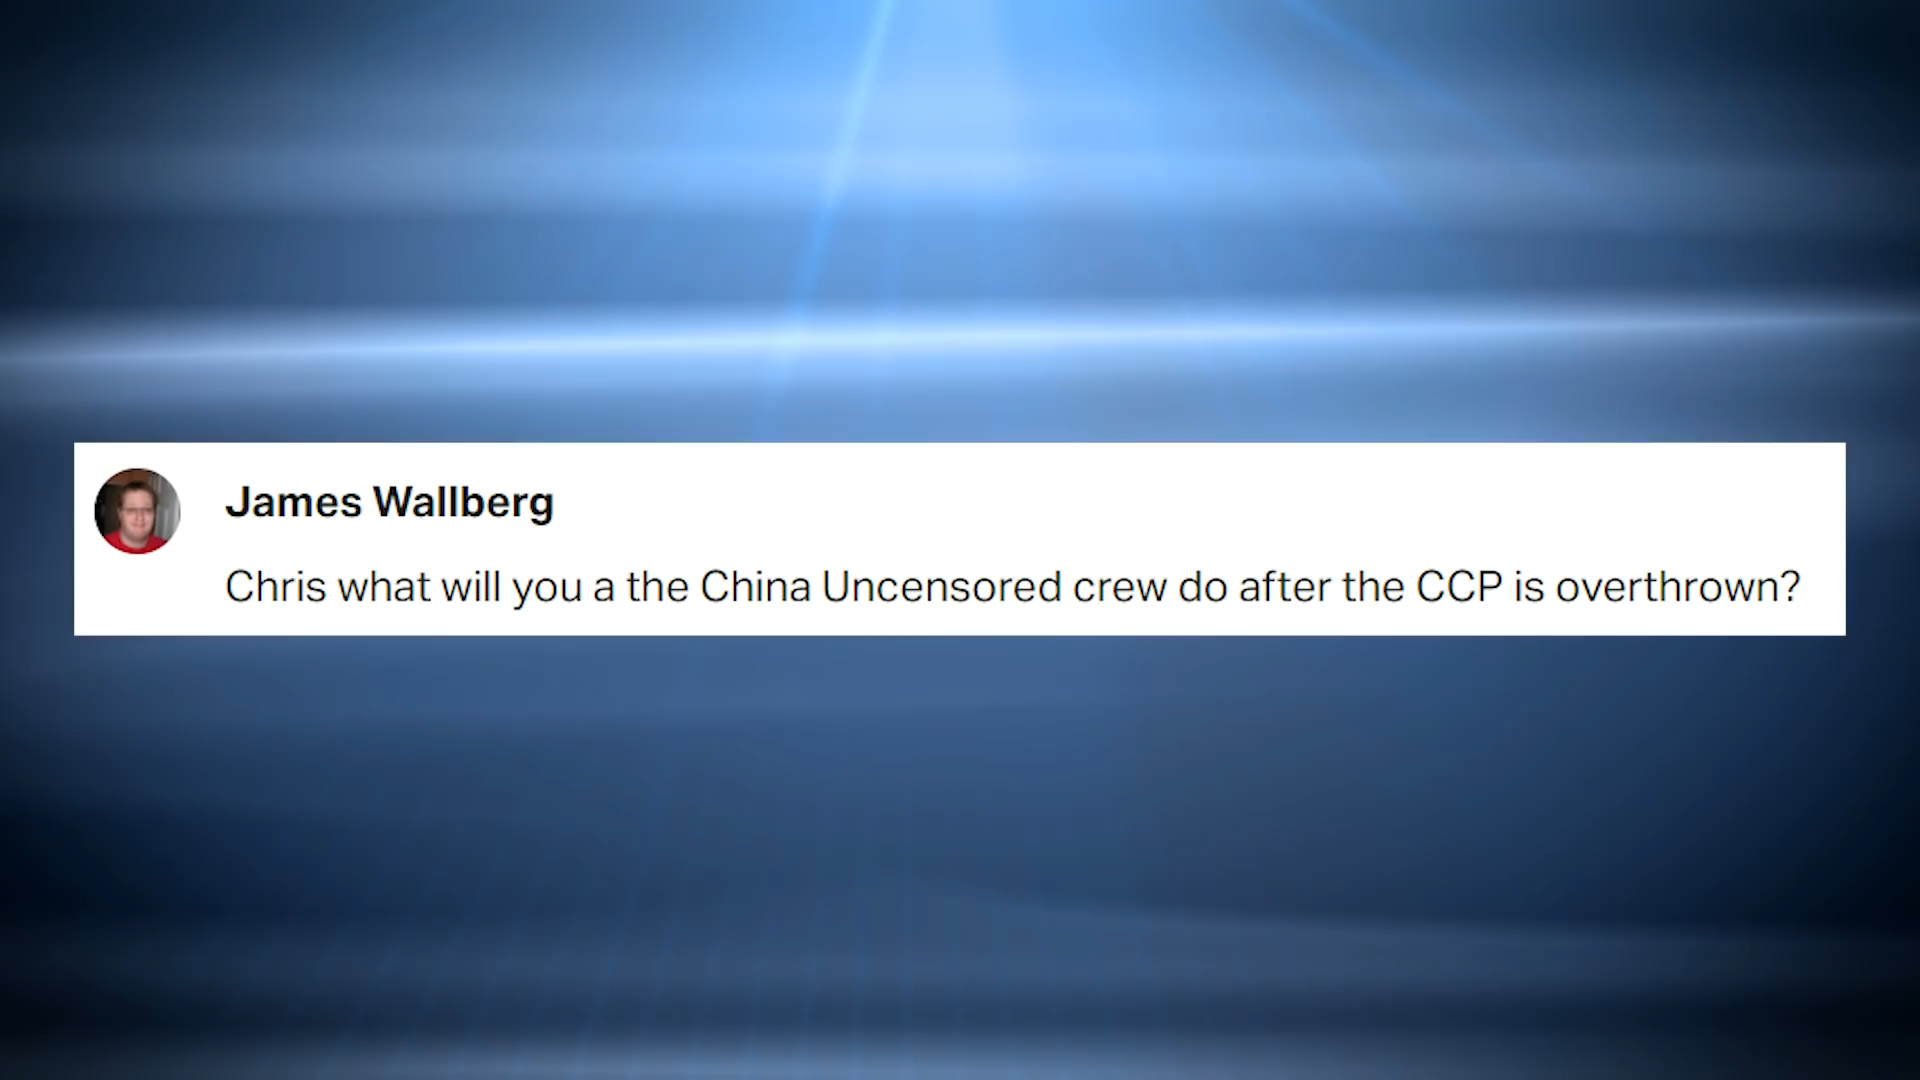 James Wallberg
Chris what will you a the China Uncensored crew do after the CCP is overthrown?